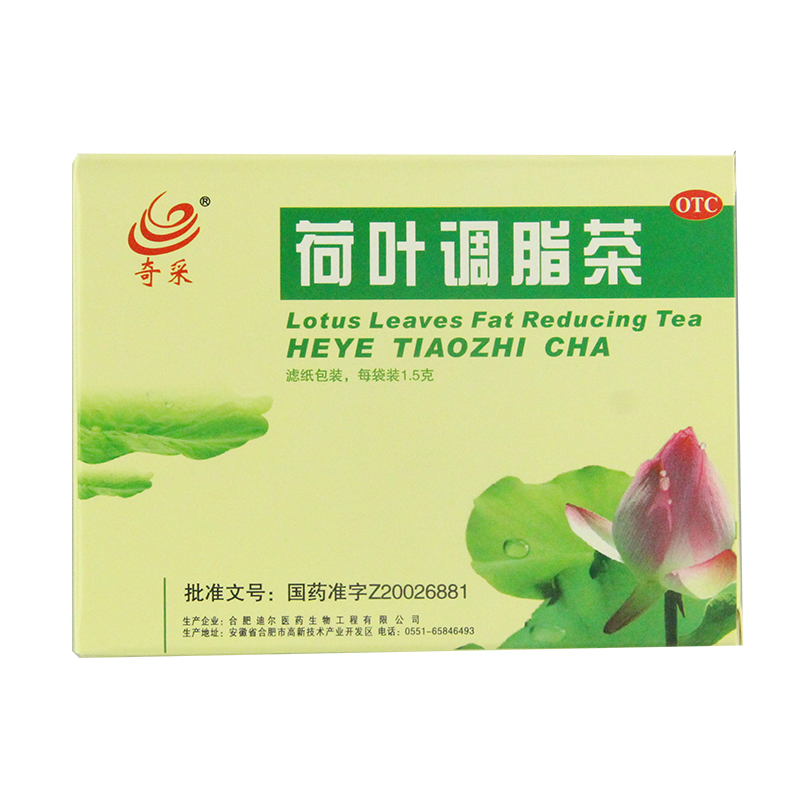 ®
奇采
OTC
荷叶调脂茶
Lotus Leaves Fat Reducing Tea
HEYE TIAOZHI CHA
滤纸包装，每袋装1.5克
批准文号：国药准字Z20026881
生产企业：合肥迪尔医药生物工程有限公司
生产地址：安徽省合肥市高新技术产业开发区 电话：0551-65846493